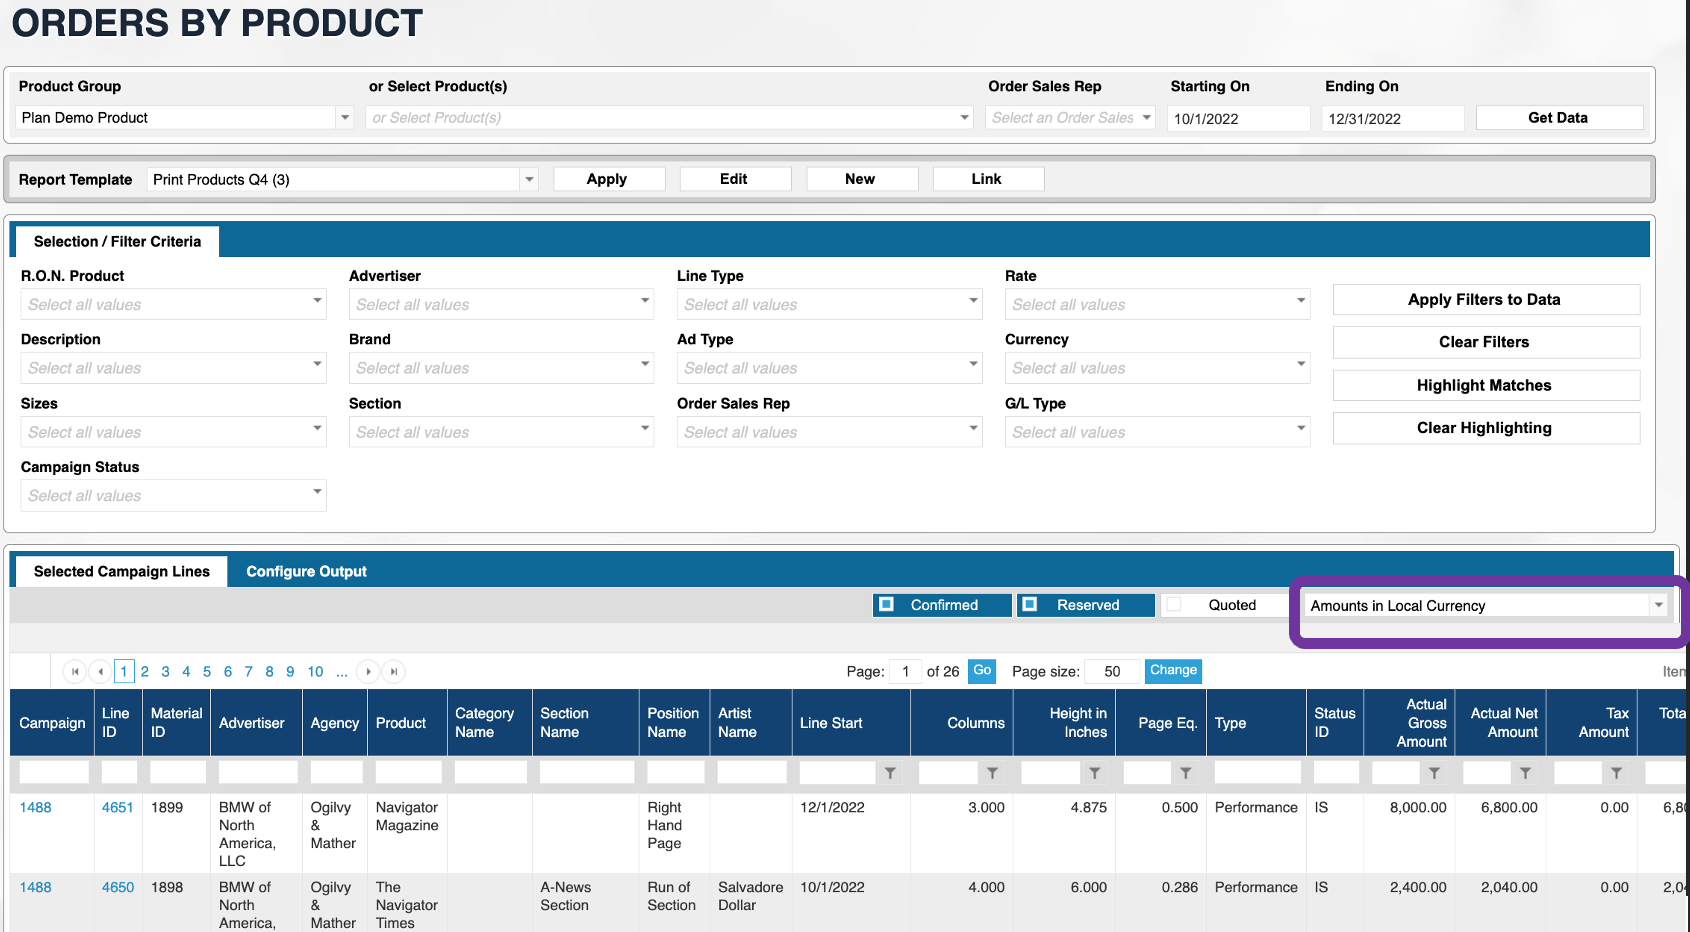 ORDERS BY PRODUCT
Product Group or Select Product(s) Order Sales Rep Starting On Ending On
Plan Demo Product or Select Product(s) Select an Order Sales 10/1/2022 12/31/2022 Get Data
Report Template Print Products Q4 (3) Apply Edit New Link
Selection / Filter Criteria
R.O.N. Product Advertiser Line Type Rate
Select all values Select all values Select all values Select all values Apply Filters to Data
Description Brand Ad Type Currency
Select all values Select all values Select all values Select all values Clear Filters
Highlight Matches
Sizes Section Order Sales Rep G/L Type
Select all values Select all values Select all values Select all values Clear Highlighting
Campaign Status
Select all values
Selected Campaign Lines Configure Output
Confirmed Reserved Quoted Amounts in Local Currency
1 2 3 4 5 6 7 8 9 10 ... Page: 1 of 26 Go Page size: 50 Change Iten
Campaign Line ID Material ID Advertiser Agency Product Category Name Section Name Position Name Artist Name Line Start Columns Height in Inches Page Eq. Type Status ID Actual Gross Amount Actual Net Amount Tax Amount Tota
1488 4651 1899 BMW of Ogilvy Navigator Right 12/1/2022 3.000 4.875 0.500 Performance IS 8,000.00 6,800.00 0.00 6,80
North & Magazine Hand
America, Mather Page
LLC
1488 4650 1898 BMW of Ogilvy The A-News Run of Salvadore 10/1/2022 4.000 6.000 0.286 Performance IS 2,400.00 2,040.00 0.00 2,04
North & Navigator Section Section Dollar
America, Mather Times